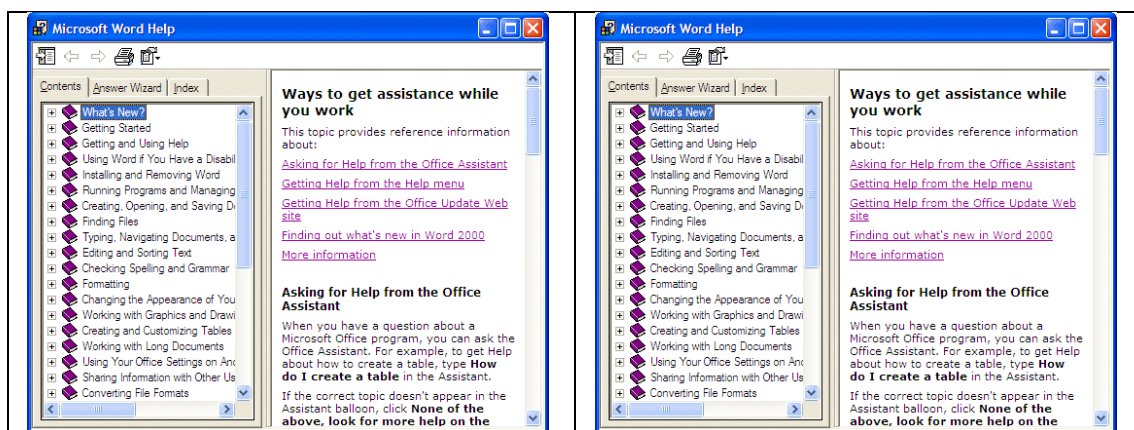 Microsoft Word Help
Contents Answer Wizard Index
What's New?
Getting Started
Getting and Using Help
Using Word if You Have a Disabil
Installing and Removing Word
Running Programs and Managing
Creating, Opening, and Saving D
Finding Files
Typing, Navigating Documents, a
Editing and Sorting Text
Checking Spelling and Grammar
Formatting
Changing the Appearance of You
Working with Graphics and Drawi
Creating and Customizing Tables
Working with Long Documents
Using Your Office Settings on Ano
Sharing Information with Other Us
Converting File Formats
Ways to get assistance while
you work
This topic provides reference information
about:
Asking for Help from the Office Assistant
Getting Help from the Help menu
Getting Help from the Office Update Web
site
Finding out what's new in Word 2000
More information
Asking for Help from the Office
Assistant
When you have a question about a
Microsoft Office program, you can ask the
Office Assistant. For example, to get Help
about how to create a table, type How
do I create a table in the Assistant.
If the correct topic doesn't appear in the
Assistant balloon, click None of the
above, look for more help on the
Microsoft Word Help
Contents Answer Wizard Index
What's New?
Getting Started
Getting and Using Help
Using Word if You Have a Disabil
Installing and Removing Word
Running Programs and Managing
Creating, Opening, and Saving D
Finding Files
Typing, Navigating Documents, a
Editing and Sorting Text
Checking Spelling and Grammar
Formatting
Changing the Appearance of You
Working with Graphics and Drawi
Creating and Customizing Tables
Working with Long Documents
Using Your Office Settings on Ano
Sharing Information with Other Us
Converting File Formats
Ways to get assistance while
you work
This topic provides reference information
about:
Asking for Help from the Office Assistant
Getting Help from the Help menu
Getting Help from the Office Update Web
site
Finding out what's new in Word 2000
More information
Asking for Help from the Office
Assistant
When you have a question about a
Microsoft Office program, you can ask the
Office Assistant. For example, to get Help
about how to create a table, type How
do I create a table in the Assistant.
If the correct topic doesn't appear in the
Assistant balloon, click None of the
above, look for more help on the